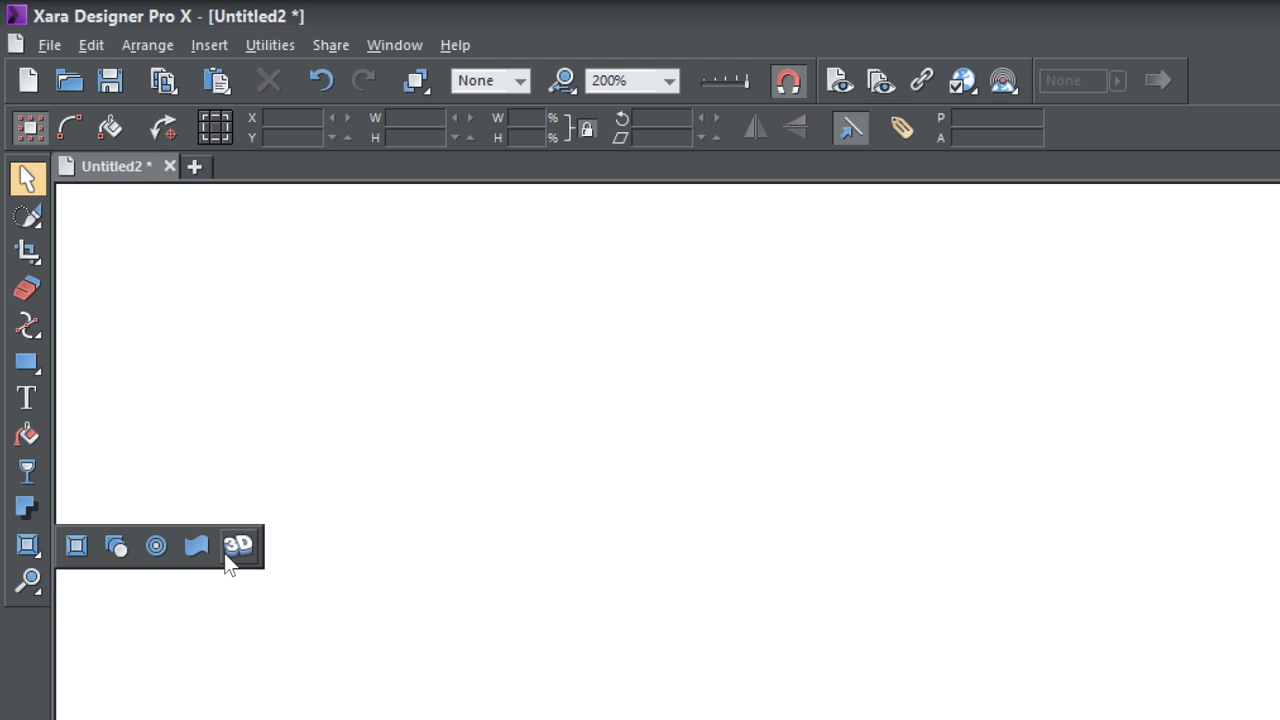 Xara Designer Pro X - [Untitled2 *]
File Edit Arrange Insert Utilities Share Window Help
None 200% None
X W W % P
Y H H % A
Untitled2 *
T
3D